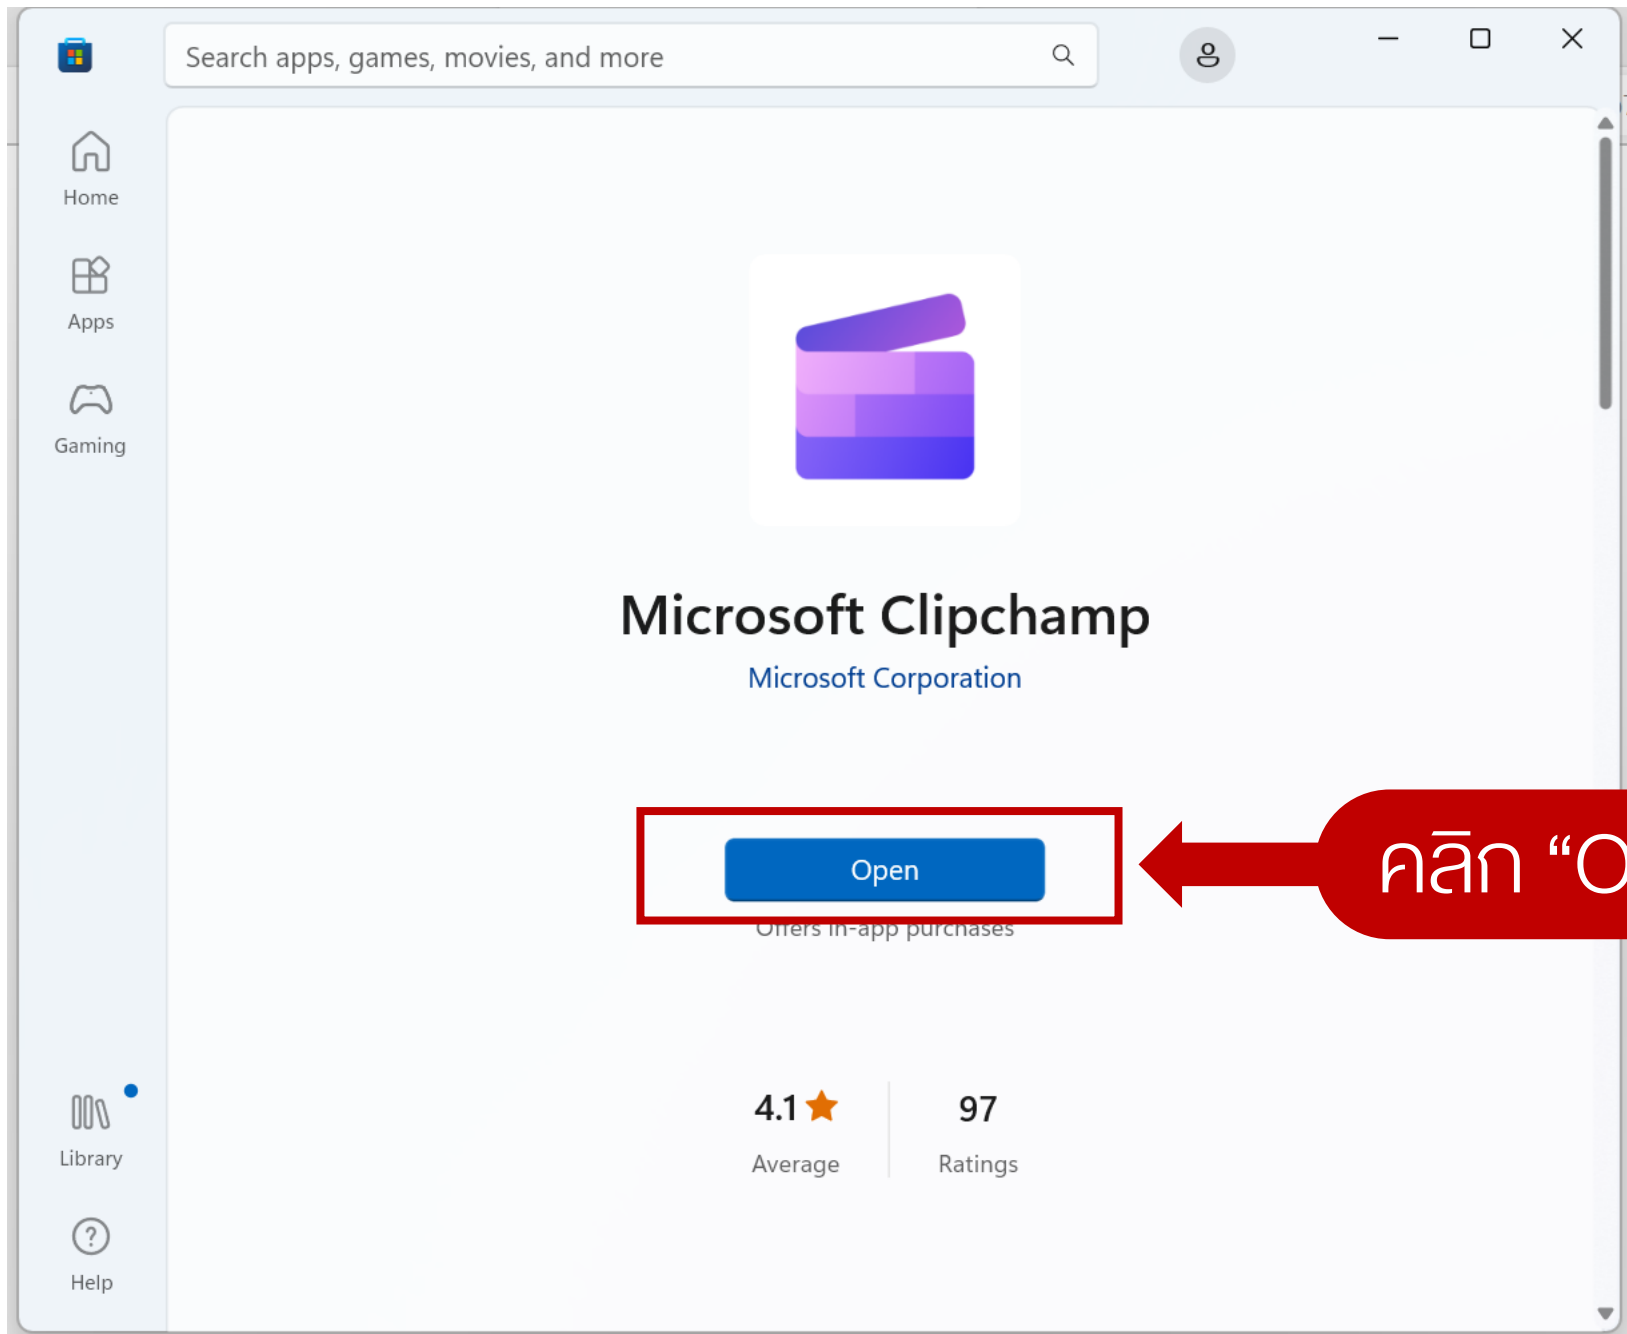 Search apps, games, movies, and more
Home
Apps
Gaming
Microsoft Clipchamp
Microsoft Corporation
Open
คลิก “O
Offers in-app purchases
4.1
97
Average
Ratings
Library
Help